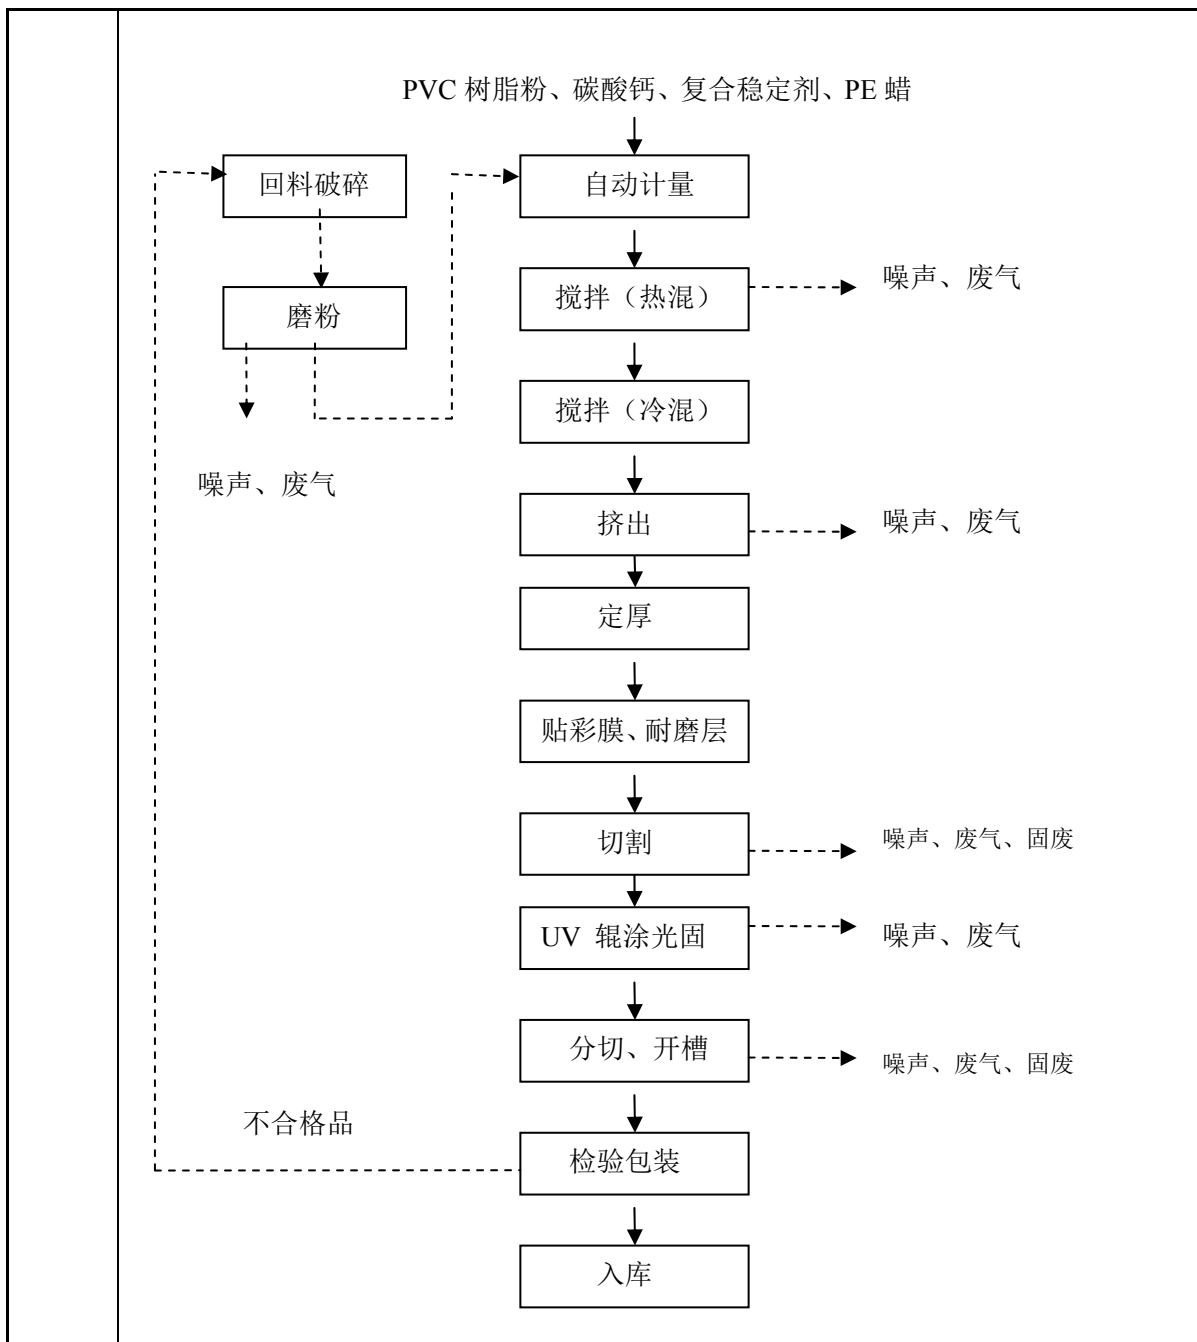 PVC 树脂粉、碳酸钙、复合稳定剂、PE 蜡
回料破碎
自动计量
搅拌（热混）
噪声、废气
磨粉
搅拌（冷混）
噪声、废气
挤出
噪声、废气
定厚
贴彩膜、耐磨层
切割
噪声、废气、固废
UV 辊涂光固
噪声、废气
分切、开槽
噪声、废气、固废
不合格品
检验包装
入库